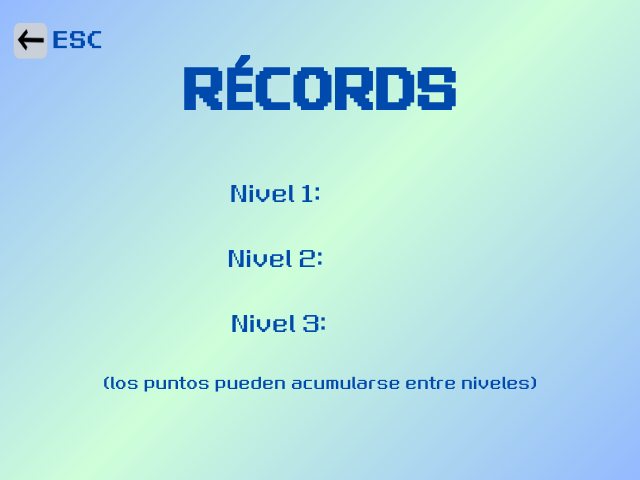 ESC
RÉCORDS
Nivel 1:
Nivel 2:
Nivel 3:
(los puntos pueden acumularse entre niveles)